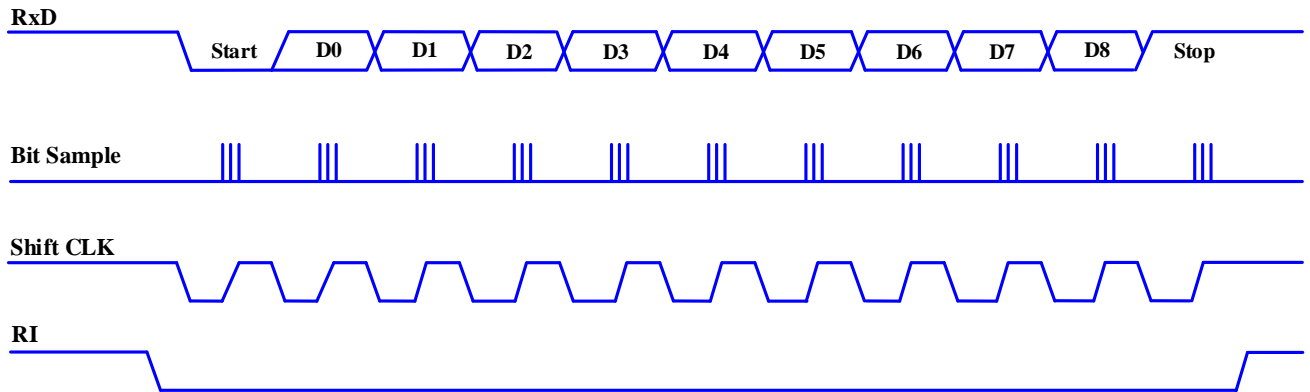 RxD
Start D0 D1 D2 D3 D4 D5 D6 D7 D8 Stop
Bit Sample
Shift CLK
RI